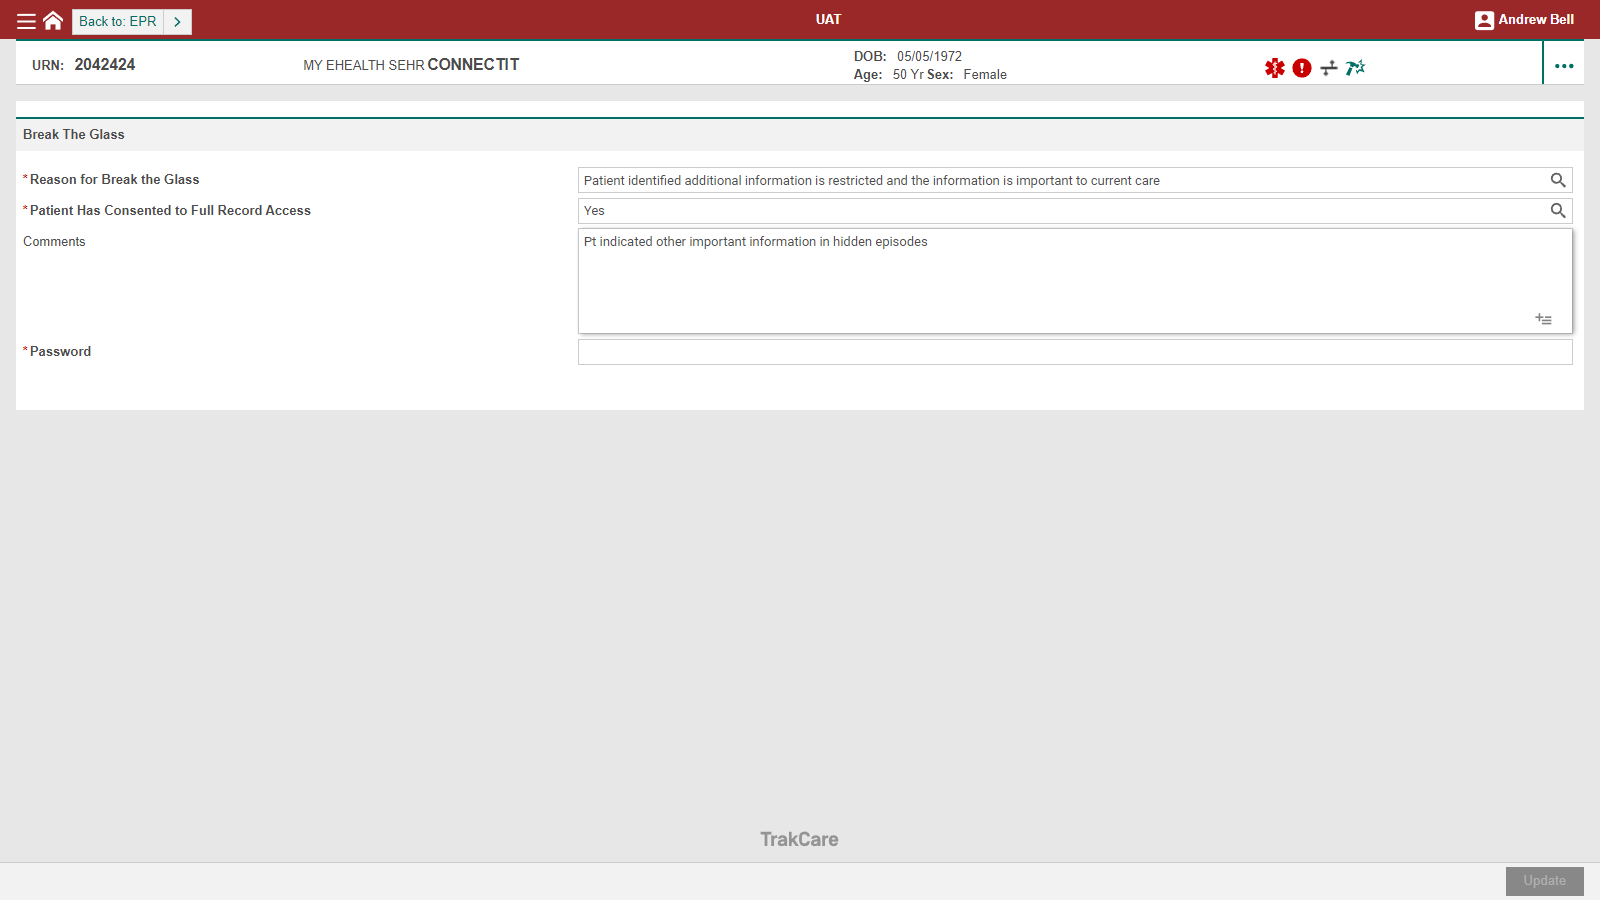 Back to: EPR
UAT
Andrew Bell
URN: 2042424
MY EHEALTH SEHR CONNECTIT
DOB: 05/05/1972
Age: 50 Yr Sex: Female
Break The Glass
*Reason for Break the Glass
Patient identified additional information is restricted and the information is important to current care
*Patient Has Consented to Full Record Access
Yes
Comments
Pt indicated other important information in hidden episodes
*Password
TrakCare
Update